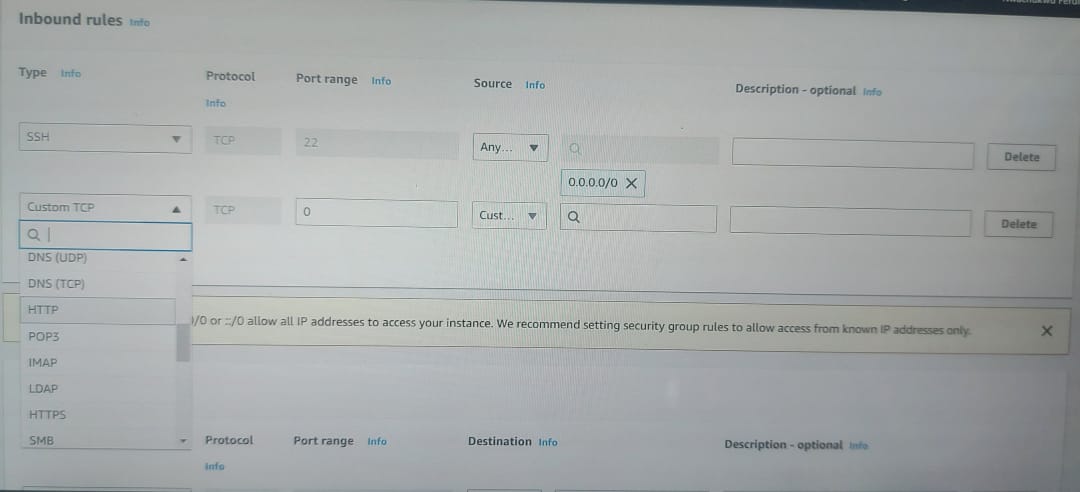 Inbound rules Info
Type Info Protocol Info Port range Info Source Info Description - optional Info
SSH TCP 22 Any... Delete
0.0.0.0/0 X
Custom TCP TCP 0 Cust... Delete
DNS (UDP)
DNS (TCP)
HTTP
)/0 or ::/0 allow all IP addresses to access your instance. We recommend setting security group rules to allow access from known IP addresses only.
POP3
IMAP
LDAP
HTTPS
SMB
Protocol Info Port range Info Destination Info Description - optional Info